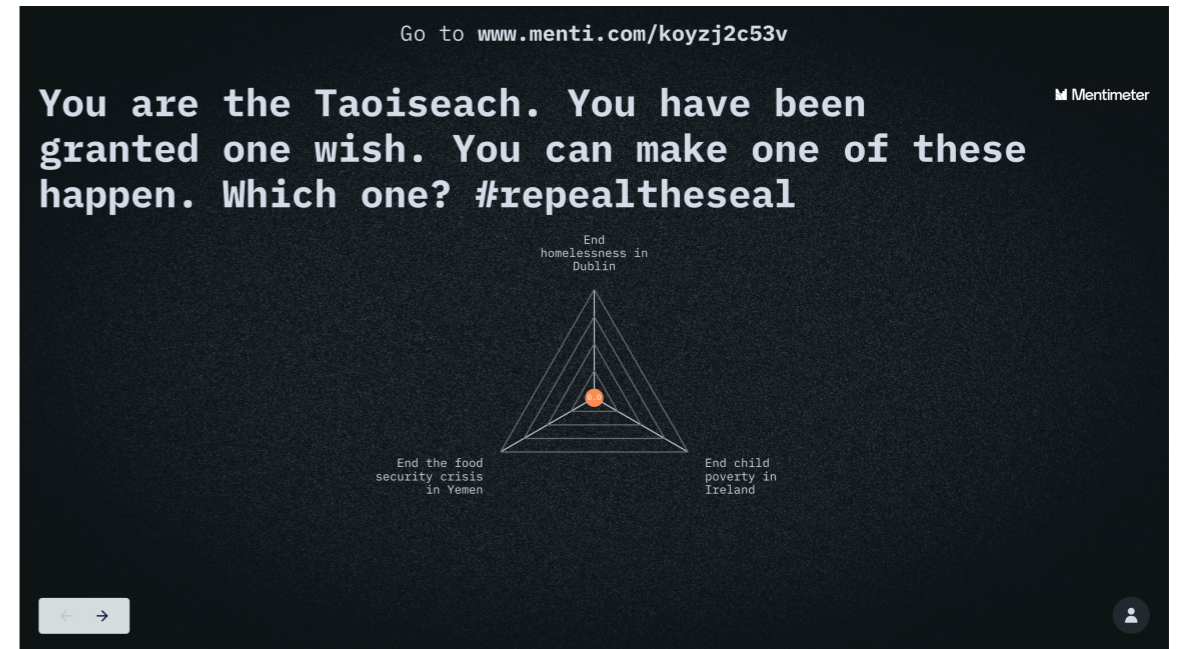 Go to www.menti.com/koyzj2c53v
Mentimeter
You are the Taoiseach. You have been
granted one wish. You can make one of these
happen. Which one? #repealtheseal
End
homelessness in
Dublin
0.0
End the food
security crisis
in Yemen
End child
poverty in
Ireland